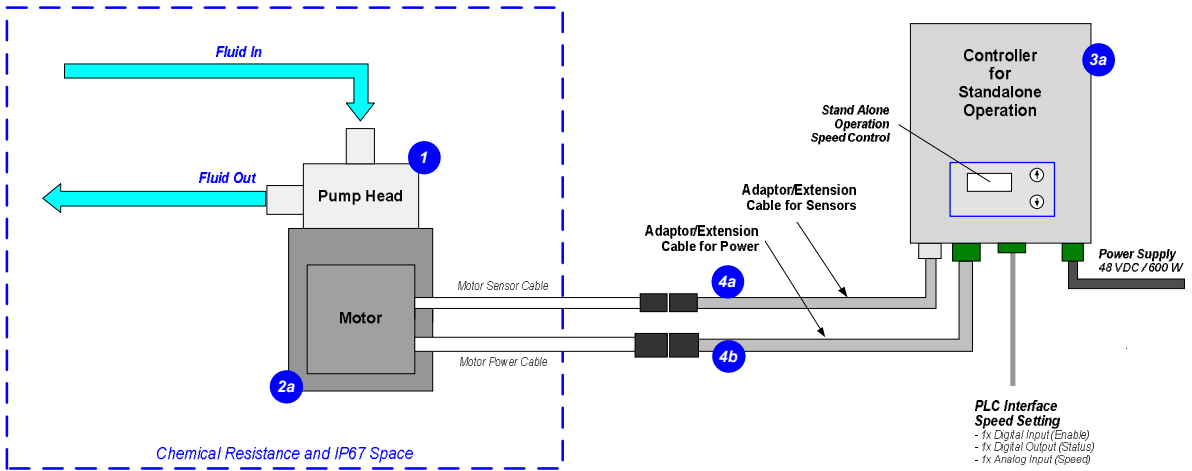 Fluid In
Fluid Out
1
Pump Head
Motor
2a
Motor Sensor Cable
Motor Power Cable
Chemical Resistance and IP67 Space
Adaptor/Extension
Cable for Sensors
Adaptor/Extension
Cable for Power
4a
4b
Controller
for
Standalone
Operation
3a
Stand Alone
Operation
Speed Control
Power Supply
48 VDC / 600 W
PLC Interface
Speed Setting
- 1x Digital Input (Enable)
- 1x Digital Output (Status)
- 1x Analog Input (Speed)